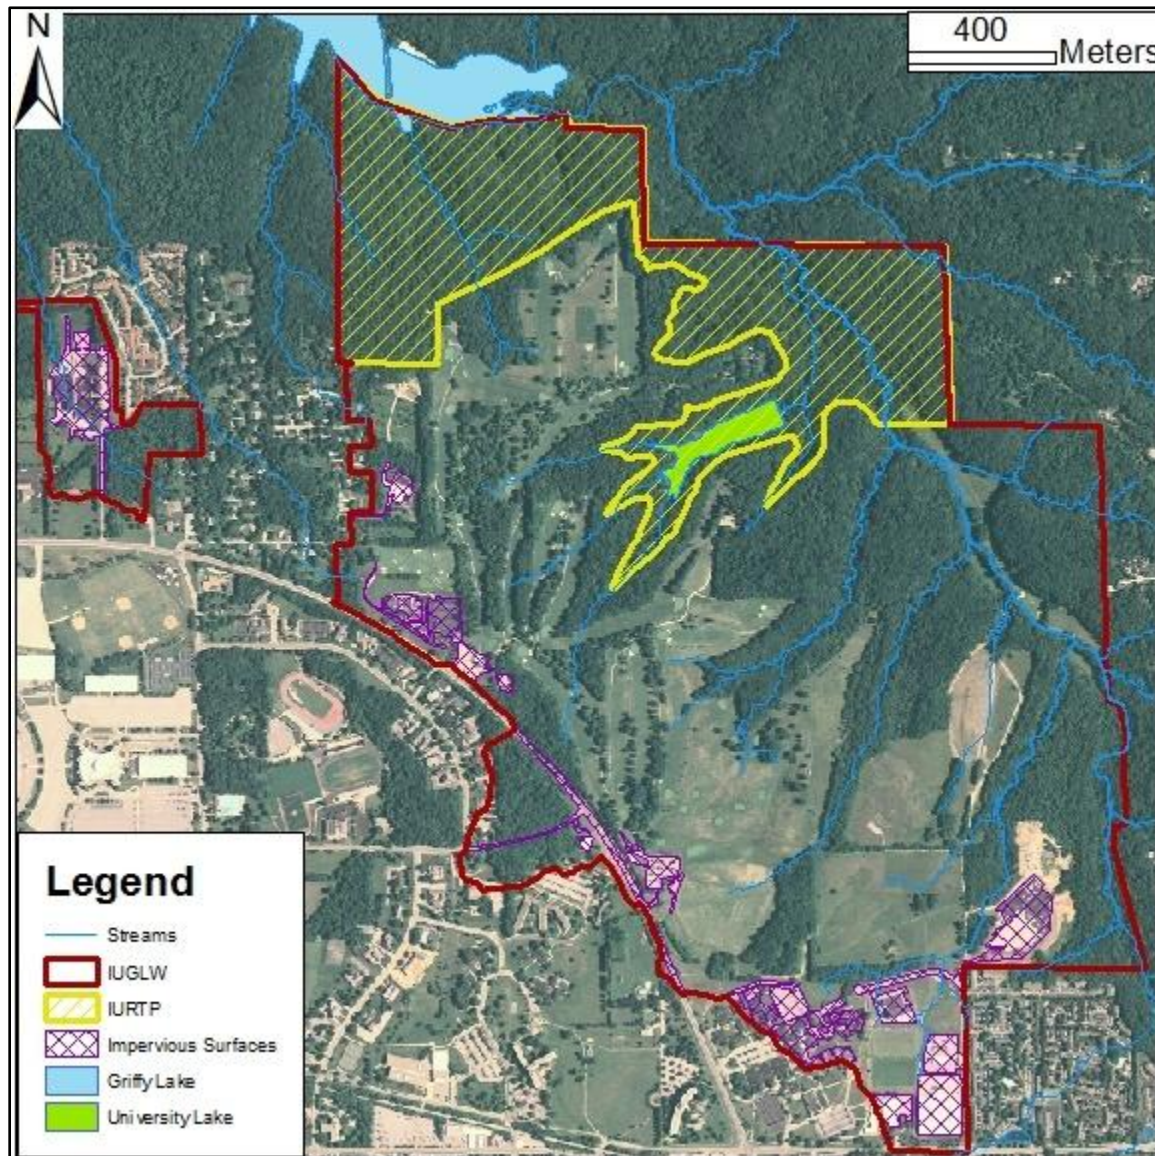 N
400
Meters
Legend
Streams
IUGLW
IURTP
Impervious Surfaces
Griffy Lake
University Lake